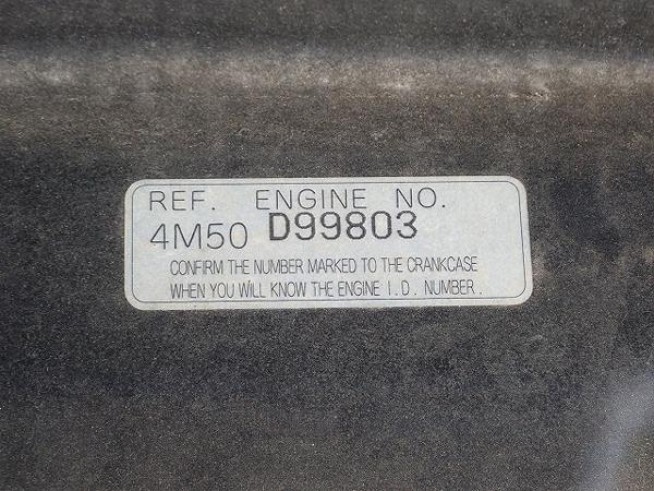 REF. ENGINE NO.
4M50 D99803
CONFIRM THE NUMBER MARKED TO THE CRANKCASE
WHEN YOU WILL KNOW THE ENGINE I.D. NUMBER.